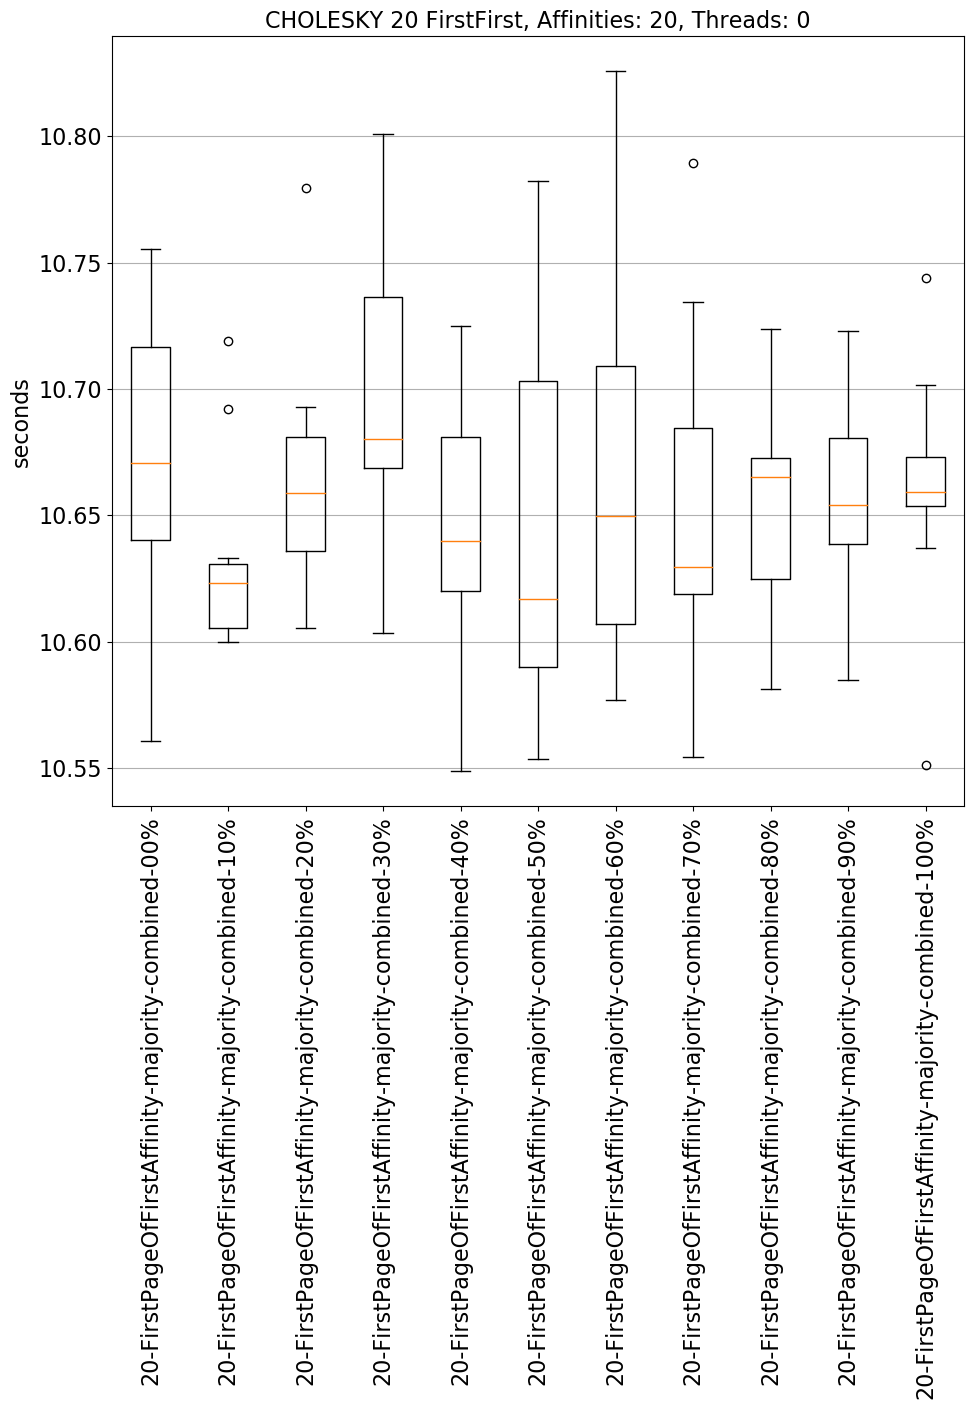 CHOLESKY 20 FirstFirst, Affinities: 20, Threads: 0
10.80
10.75
10.70
10.65
10.60
10.55
seconds
20-FirstPageOfFirstAffinity-majority-combined-00%
20-FirstPageOfFirstAffinity-majority-combined-10%
20-FirstPageOfFirstAffinity-majority-combined-20%
20-FirstPageOfFirstAffinity-majority-combined-30%
20-FirstPageOfFirstAffinity-majority-combined-40%
20-FirstPageOfFirstAffinity-majority-combined-50%
20-FirstPageOfFirstAffinity-majority-combined-60%
20-FirstPageOfFirstAffinity-majority-combined-70%
20-FirstPageOfFirstAffinity-majority-combined-80%
20-FirstPageOfFirstAffinity-majority-combined-90%
20-FirstPageOfFirstAffinity-majority-combined-100%